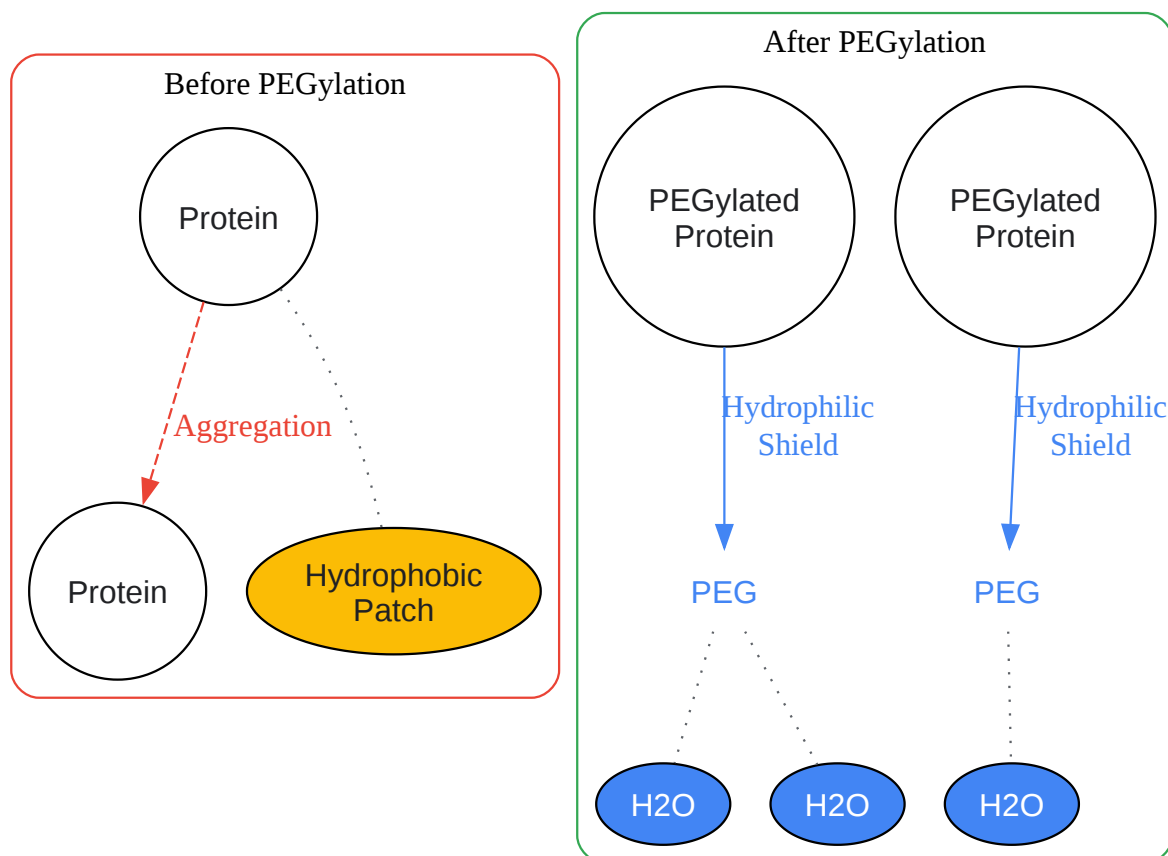 Before PEGylation
Protein
Aggregation
Protein
Hydrophobic
Patch
After PEGylation
PEGylated
Protein
PEGylated
Protein
Hydrophilic
Shield
Hydrophilic
Shield
PEG
PEG
H2O
H2O
H2O